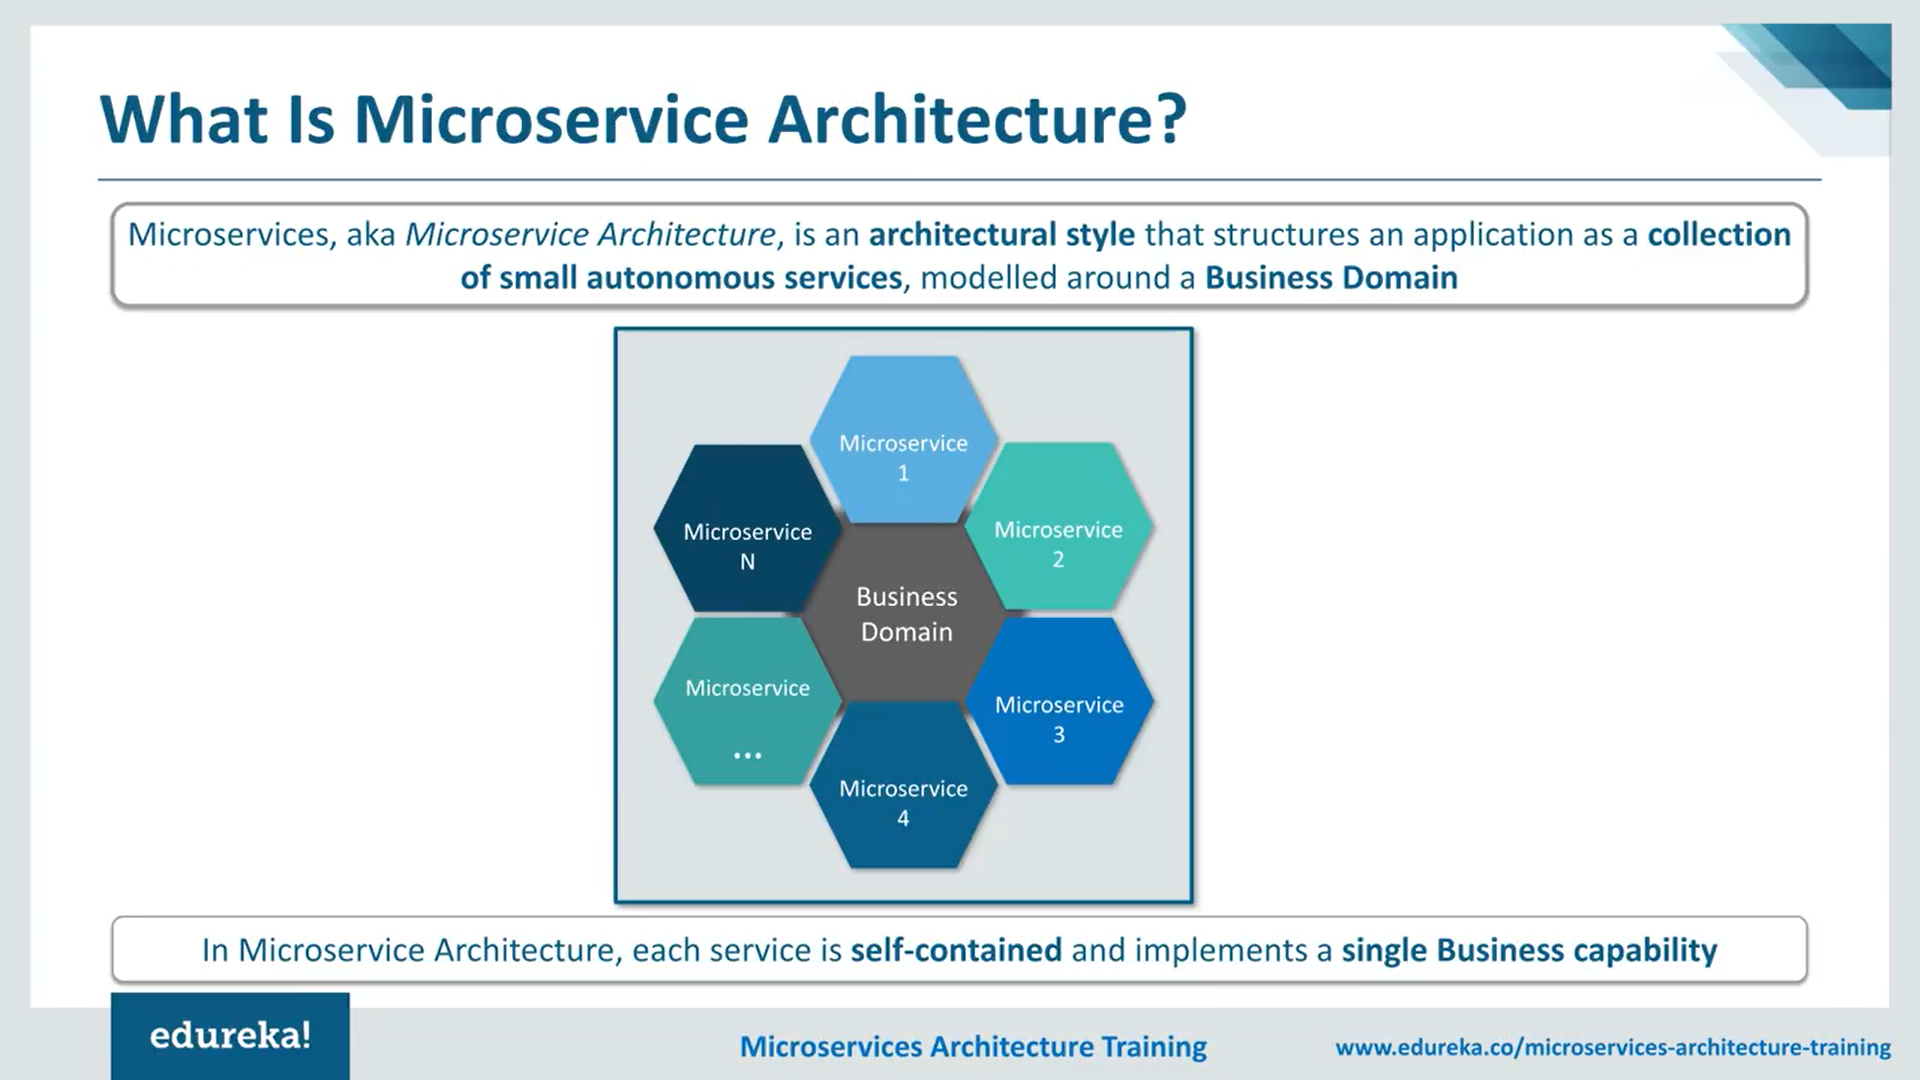 What Is Microservice Architecture?
Microservices, aka Microservice Architecture, is an architectural style that structures an application as a collection
of small autonomous services, modelled around a Business Domain
Microservice
1
Microservice
N
Microservice
2
Business
Domain
Microservice
...
Microservice
3
Microservice
4
In Microservice Architecture, each service is self-contained and implements a single Business capability
edureka!
Microservices Architecture Training
www.edureka.co/microservices-architecture-training